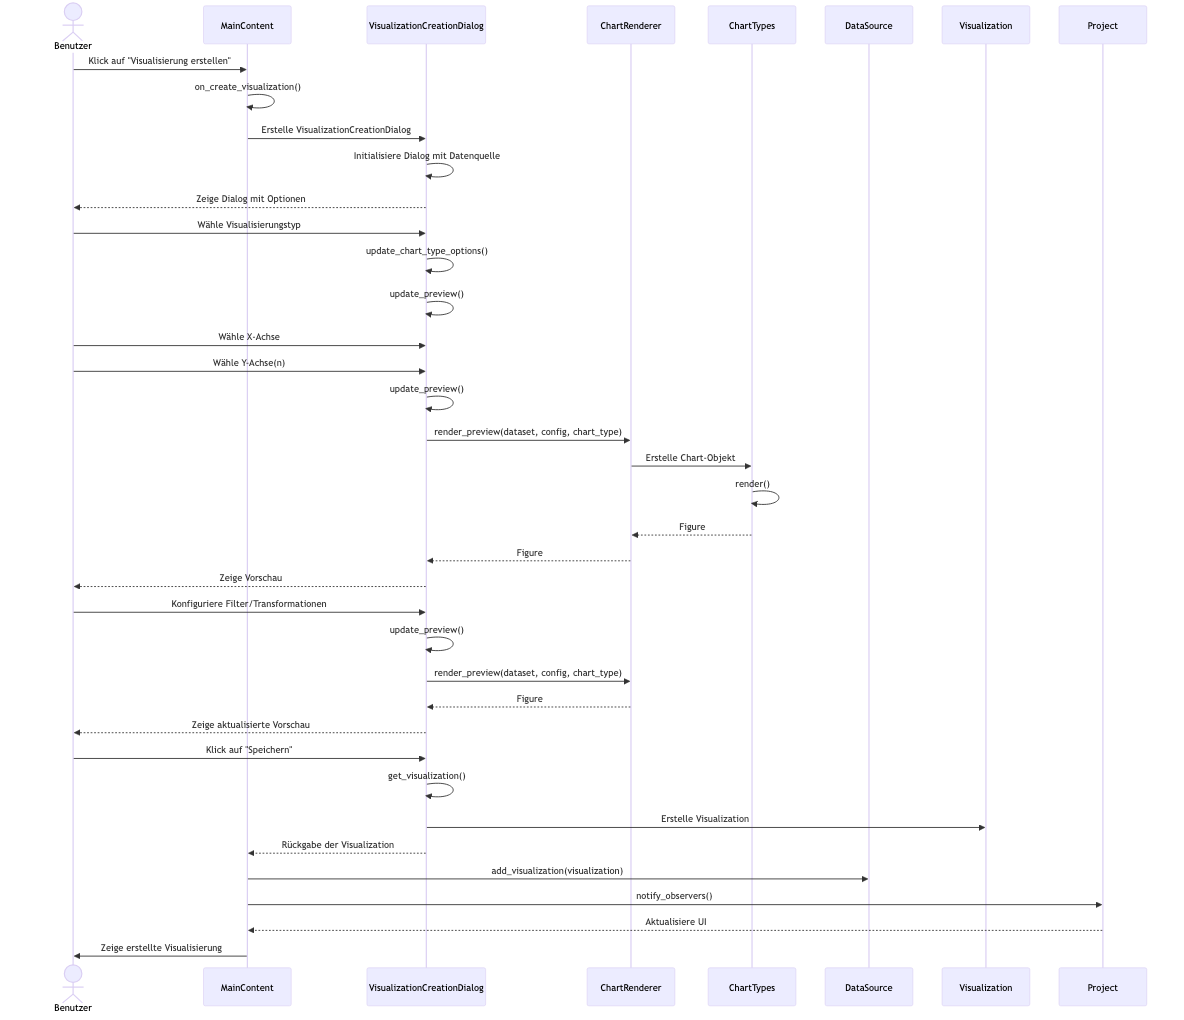 Benutzer
MainContent
VisualizationCreationDialog
ChartRenderer
ChartTypes
DataSource
Visualization
Project
Klick auf "Visualisierung erstellen"
on_create_visualization()
Erstelle VisualizationCreationDialog
Initialisiere Dialog mit Datenquelle
Zeige Dialog mit Optionen
Wähle Visualisierungstyp
update_chart_type_options()
update_preview()
Wähle X-Achse
Wähle Y-Achse(n)
update_preview()
render_preview(dataset, config, chart_type)
Erstelle Chart-Objekt
render()
Figure
Figure
Zeige Vorschau
Konfiguriere Filter/Transformationen
update_preview()
render_preview(dataset, config, chart_type)
Figure
Zeige aktualisierte Vorschau
Klick auf "Speichern"
get_visualization()
Erstelle Visualization
Rückgabe der Visualization
add_visualization(visualization)
notify_observers()
Aktualisiere UI
Zeige erstellte Visualisierung
Benutzer
MainContent
VisualizationCreationDialog
ChartRenderer
ChartTypes
DataSource
Visualization
Project